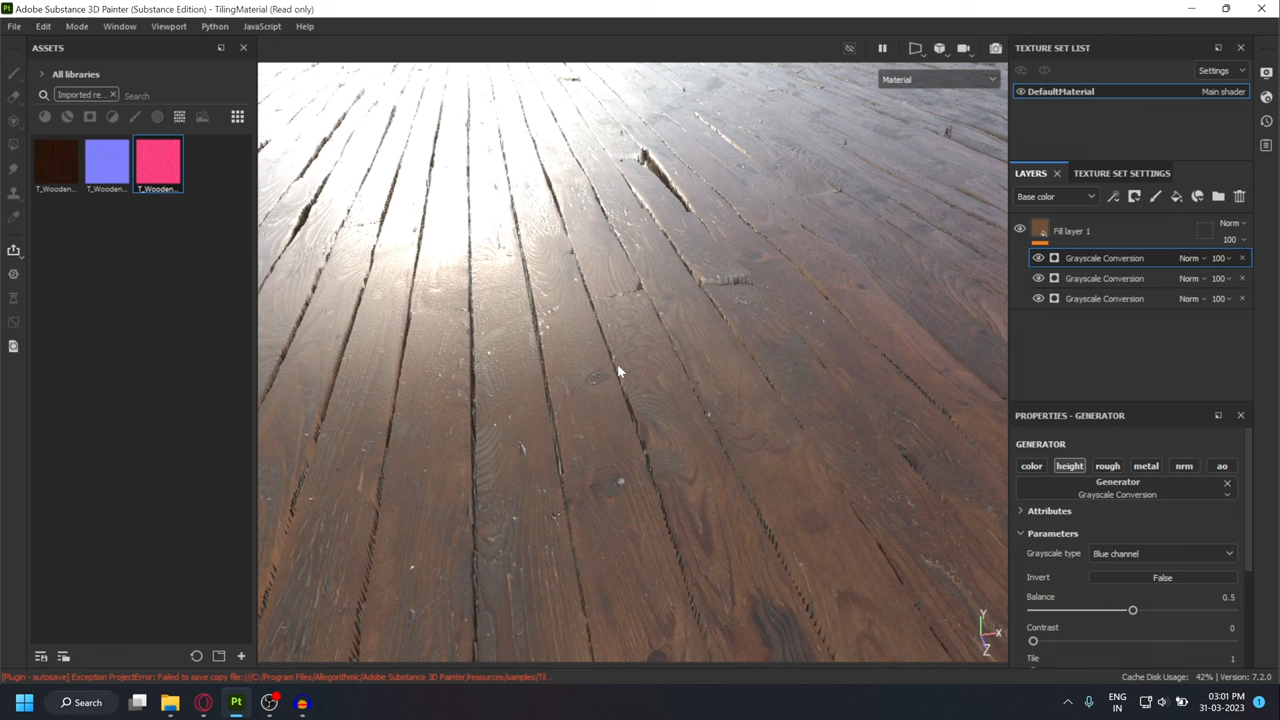 Pt Adobe Substance 3D Painter (Substance Edition) - TilingMaterial (Read only)
File Edit Mode Window Viewport Python JavaScript Help
ASSETS
All libraries
Imported re... Search
T_Wooden... T_Wooden... T_Wooden...
Material
Y
X
Z
TEXTURE SET LIST
Settings
DefaultMaterial Main shader
LAYERS TEXTURE SET SETTINGS
Base color
Fill layer 1 Norm
100
Grayscale Conversion Norm 100
Grayscale Conversion Norm 100
Grayscale Conversion Norm 100
PROPERTIES - GENERATOR
GENERATOR
color height rough metal nrm ao
Generator
Grayscale Conversion
Attributes
Parameters
Grayscale type Blue channel
Invert False
Balance 0.5
Contrast 0
Tile 1
[Plugin - autosave] Exception ProjectError: Failed to save copy file:///C:/Program Files/Allegorithmic/Adobe Substance 3D Painter/resources/samples/Til...
Cache Disk Usage: 42% | Version: 7.2.0
Search
Pt
ENG
IN
03:01 PM
31-03-2023
1